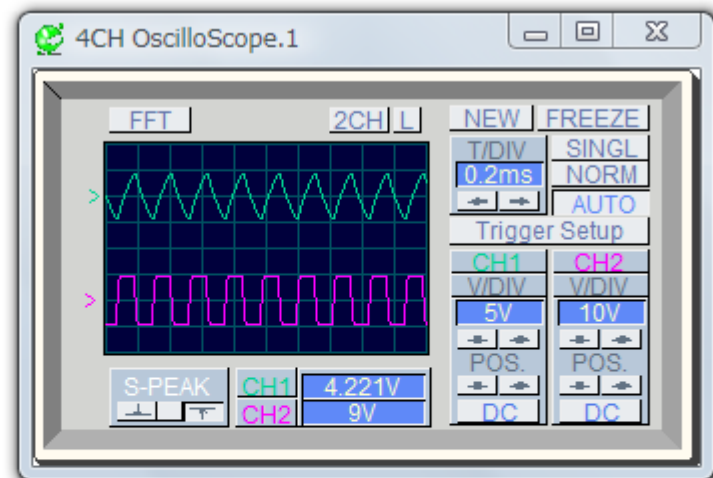 4CH OscilloScope.1
FFT 2CH L NEW FREEZE
T/DIV SINGL
0.2ms NORM
AUTO
Trigger Setup
CH1 CH2
V/DIV V/DIV
5V 10V
POS. POS.
S-PEAK CH1 4.221V
CH2 9V
DC DC